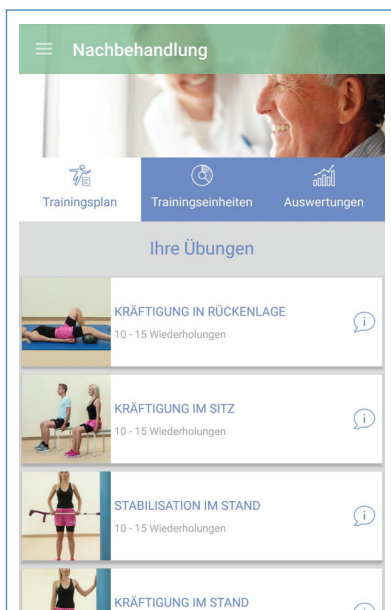 Nachbehandlung
Trainingsplan
Trainingseinheiten
Auswertungen
Ihre Übungen
KRÄFTIGUNG IN RÜCKENLAGE
10 - 15 Wiederholungen
KRÄFTIGUNG IM SITZ
10 - 15 Wiederholungen
STABILISATION IM STAND
10 - 15 Wiederholungen
KRÄFTIGUNG IM STAND